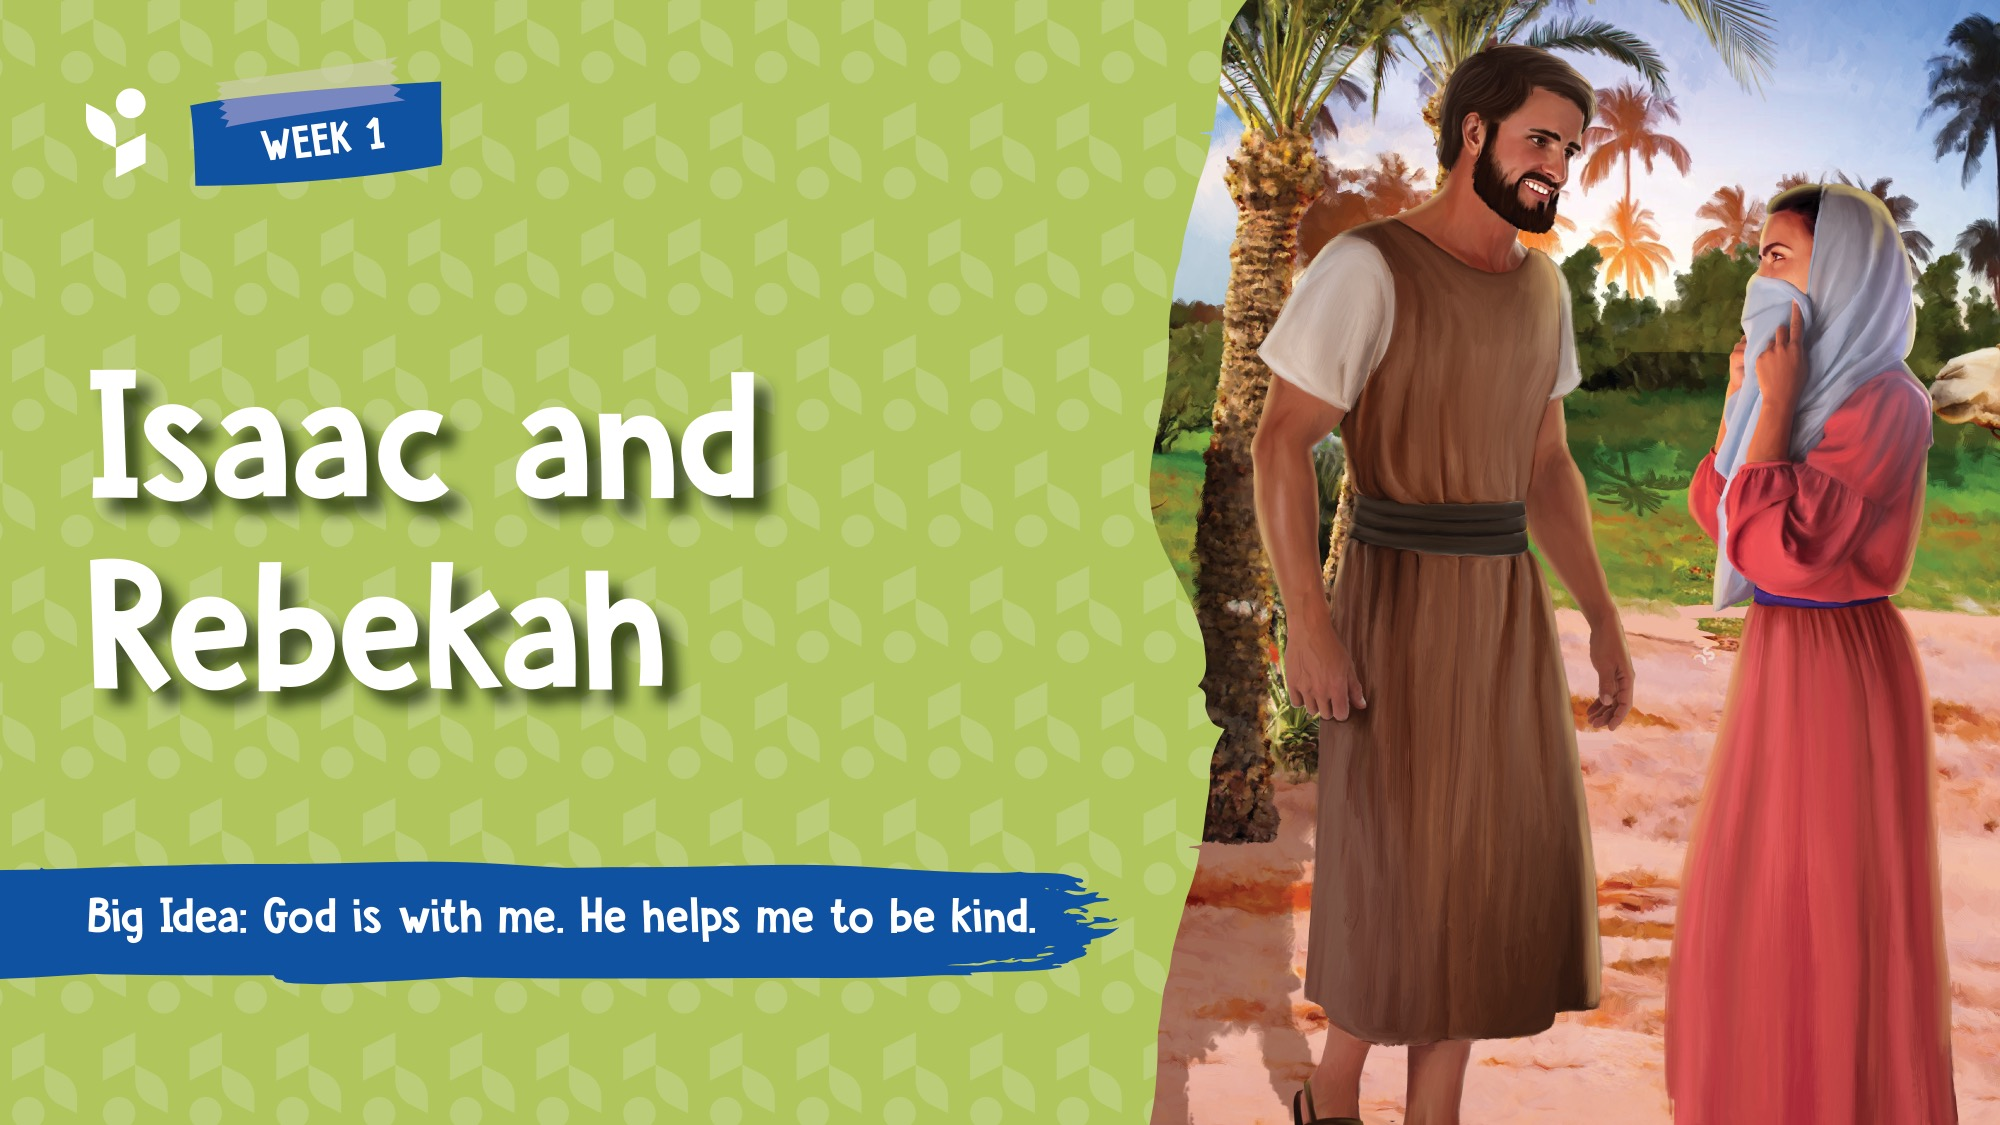 WEEK 1
Isaac and
Rebekah
Big Idea: God is with me. He helps me to be kind.